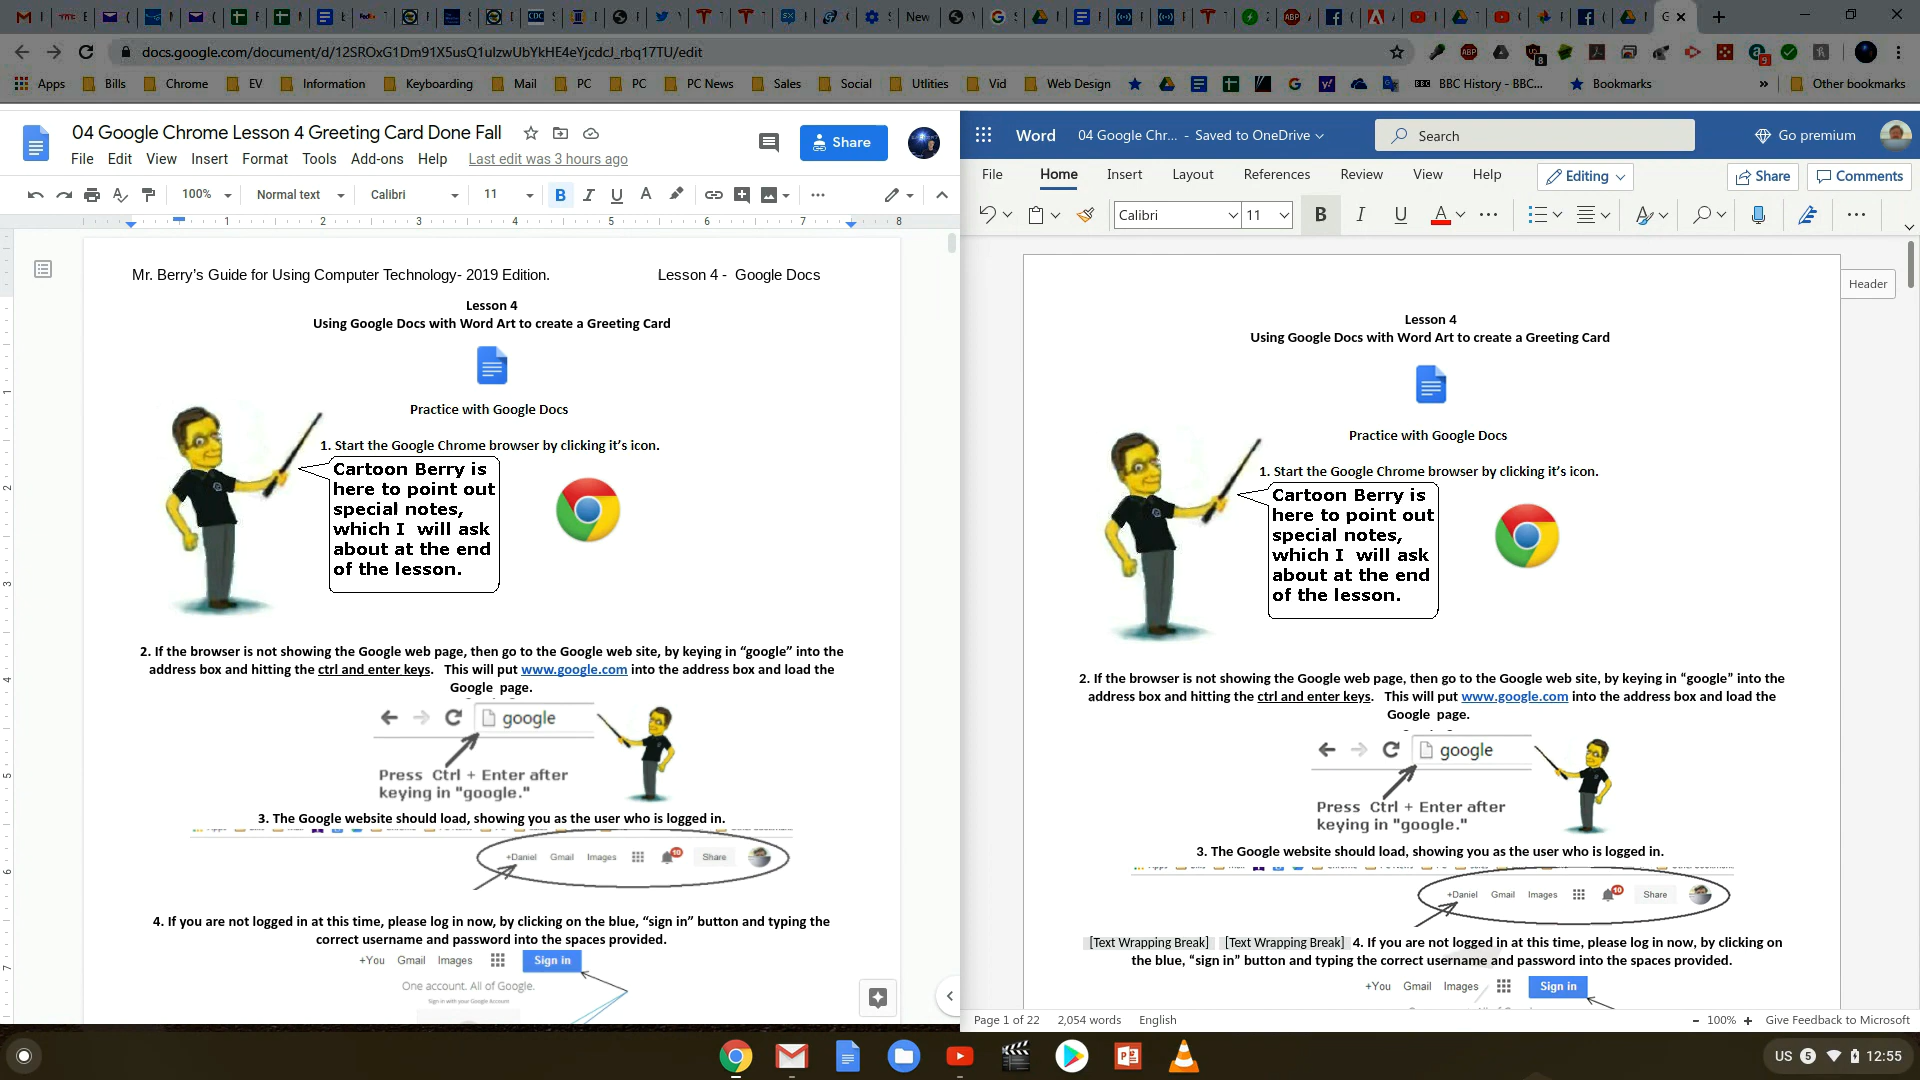 docs.google.com/document/d/12SROxG1Dm91X5usQ1uIzwUbYkHE4eYjcdcJ_rbq17TU/edit
Apps Bills Chrome EV Information Keyboarding Mail PC PC PC News Sales Social Utlities Vid Web Design BBC History - BBC... Bookmarks » Other bookmarks
04 Google Chrome Lesson 4 Greeting Card Done Fall
Share
File Edit View Insert Format Tools Add-ons Help Last edit was 3 hours ago
100% Normal text Calibri 11 B I U A
1 2 3 4 5 6 7 8
Mr. Berry's Guide for Using Computer Technology- 2019 Edition. Lesson 4 - Google Docs
Lesson 4
Using Google Docs with Word Art to create a Greeting Card
Practice with Google Docs
1. Start the Google Chrome browser by clicking it's icon.
Cartoon Berry is
here to point out
special notes,
which I will ask
about at the end
of the lesson.
2. If the browser is not showing the Google web page, then go to the Google web site, by keying in "google" into the
address box and hitting the ctrl and enter keys. This will put www.google.com into the address box and load the
Google page.
google
Press Ctrl + Enter after
keying in "google."
3. The Google website should load, showing you as the user who is logged in.
+Daniel Gmail Images 10 Share
4. If you are not logged in at this time, please log in now, by clicking on the blue, "sign in" button and typing the
correct username and password into the spaces provided.
+You Gmail Images Sign in
One account. All of Google.
Sign in with your Google Account
Word 04 Google Chr... - Saved to OneDrive Search Go premium
File Home Insert Layout References Review View Help Editing Share Comments
Calibri 11 B I U A
Header
Lesson 4
Using Google Docs with Word Art to create a Greeting Card
Practice with Google Docs
1. Start the Google Chrome browser by clicking it's icon.
Cartoon Berry is
here to point out
special notes,
which I will ask
about at the end
of the lesson.
2. If the browser is not showing the Google web page, then go to the Google web site, by keying in "google" into the
address box and hitting the ctrl and enter keys. This will put www.google.com into the address box and load the
Google page.
google
Press Ctrl + Enter after
keying in "google."
3. The Google website should load, showing you as the user who is logged in.
+Daniel Gmail Images 10 Share
[Text Wrapping Break] [Text Wrapping Break] 4. If you are not logged in at this time, please log in now, by clicking on
the blue, "sign in" button and typing the correct username and password into the spaces provided.
+You Gmail Images Sign in
Page 1 of 22 2,054 words English - 100% + Give Feedback to Microsoft
US 5 12:55